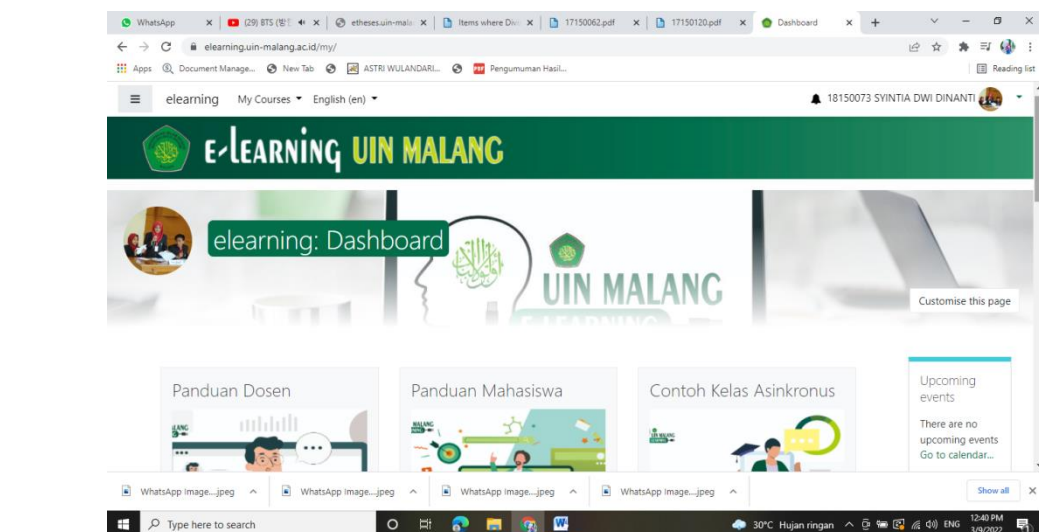 WhatsApp
(29) BTS (방
etheses.uin-mala
Items where Divi
17150062.pdf
17150120.pdf
Dashboard
elearning.uin-malang.ac.id/my/
Apps
Document Manage...
New Tab
ASTRI WULANDARI...
PDF
Pengumuman Hasil...
Reading list
elearning
My Courses
English (en)
18150073 SYINTIA DWI DINANTI
E-LEARNING UIN MALANG
elearning: Dashboard
UIN MALANG
E-LEARNING
Customise this page
Panduan Dosen
Panduan Mahasiswa
Contoh Kelas Asinkronus
Upcoming
events
There are no
upcoming events
Go to calendar...
WhatsApp Image....jpeg
WhatsApp Image....jpeg
WhatsApp Image....jpeg
WhatsApp Image....jpeg
Show all
Type here to search
30°C Hujan ringan
ENG
12:40 PM
3/9/2022